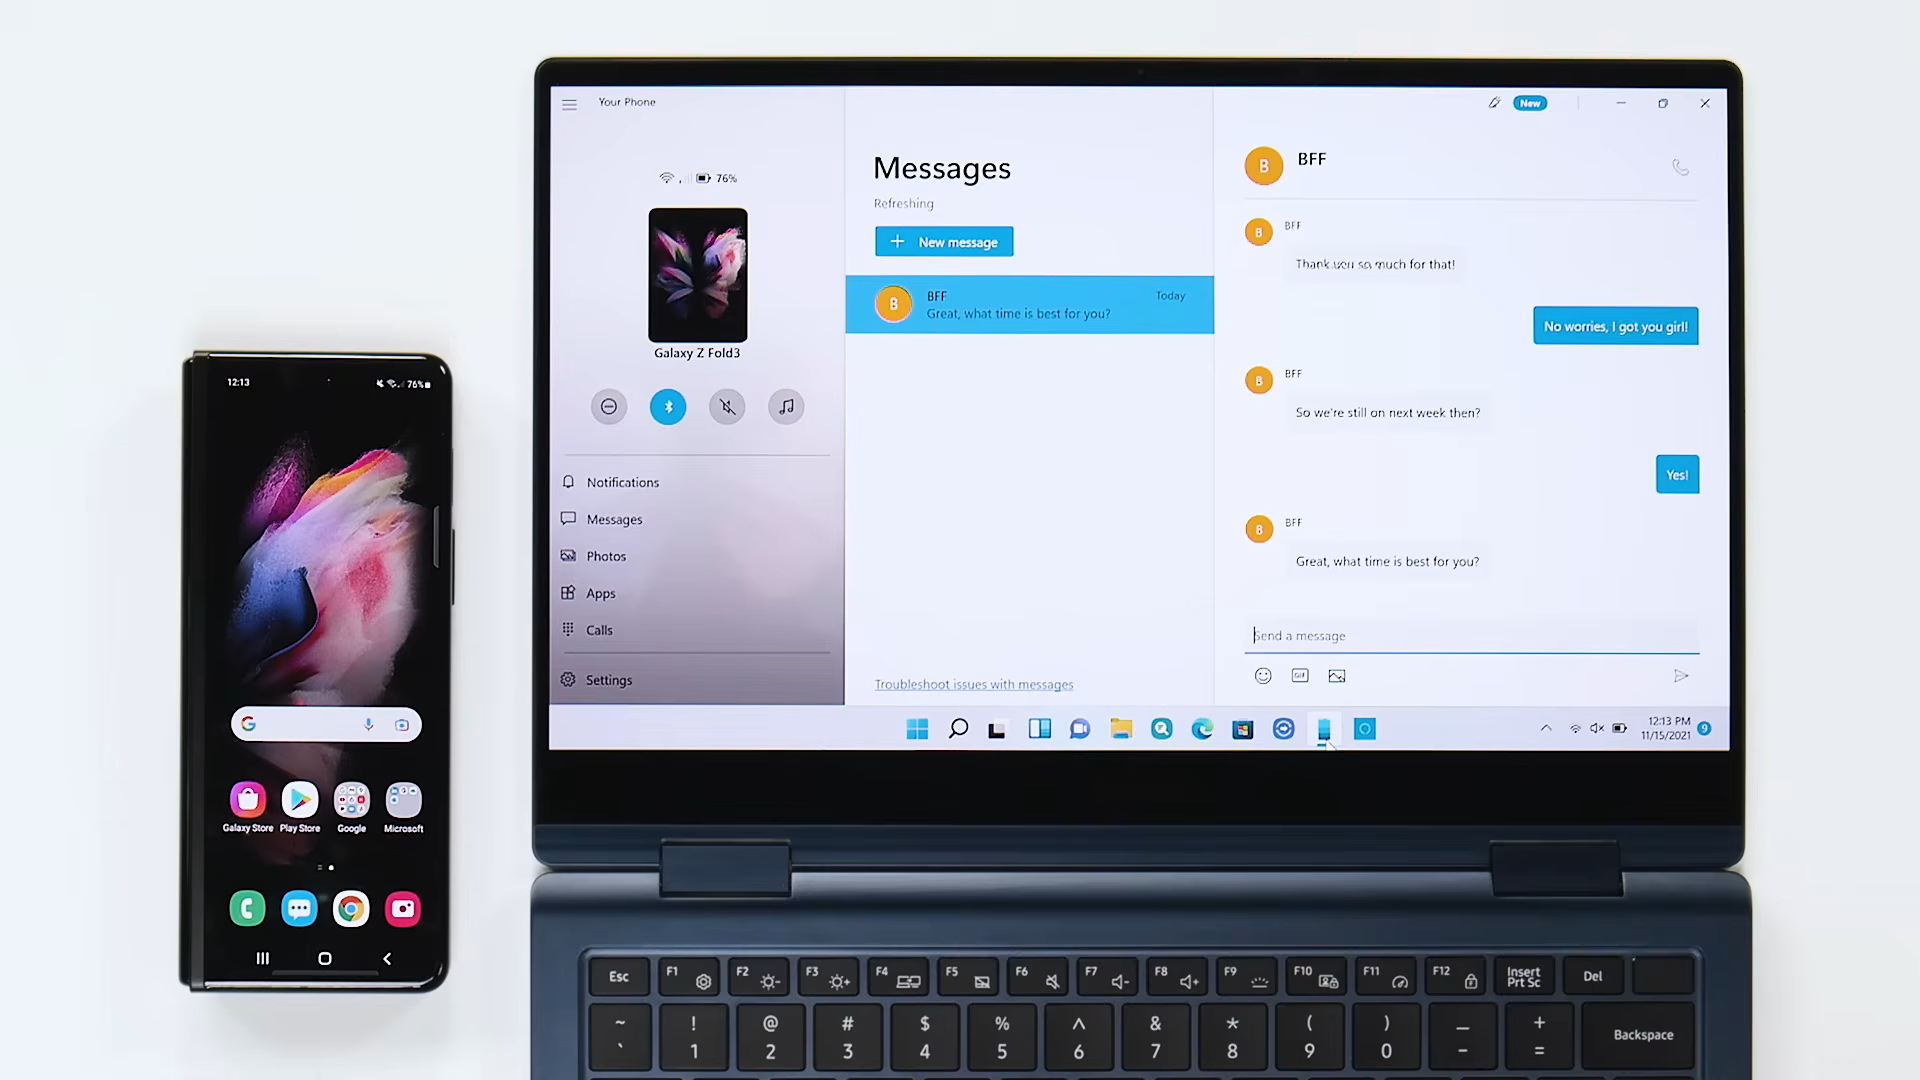 12:13
76%
Galaxy Store
Play Store
Google
Microsoft
Your Phone
New
76%
Galaxy Z Fold3
Notifications
Messages
Photos
Apps
Calls
Settings
Messages
Refreshing
+ New message
B
BFF
Today
Great, what time is best for you?
Troubleshoot issues with messages
B
BFF
B
BFF
Thank you so much for that!
No worries, I got you girl!
B
BFF
So we're still on next week then?
Yes!
B
BFF
Great, what time is best for you?
Send a message
GIF
12:13 PM
11/15/2021
9
Esc
F1
F2
F3
F4
F5
F6
F7
F8
F9
F10
F11
F12
Insert
Prt Sc
Del
~ `
! 1
@ 2
# 3
$ 4
% 5
^ 6
& 7
* 8
( 9
) 0
_ -
+ =
Backspace